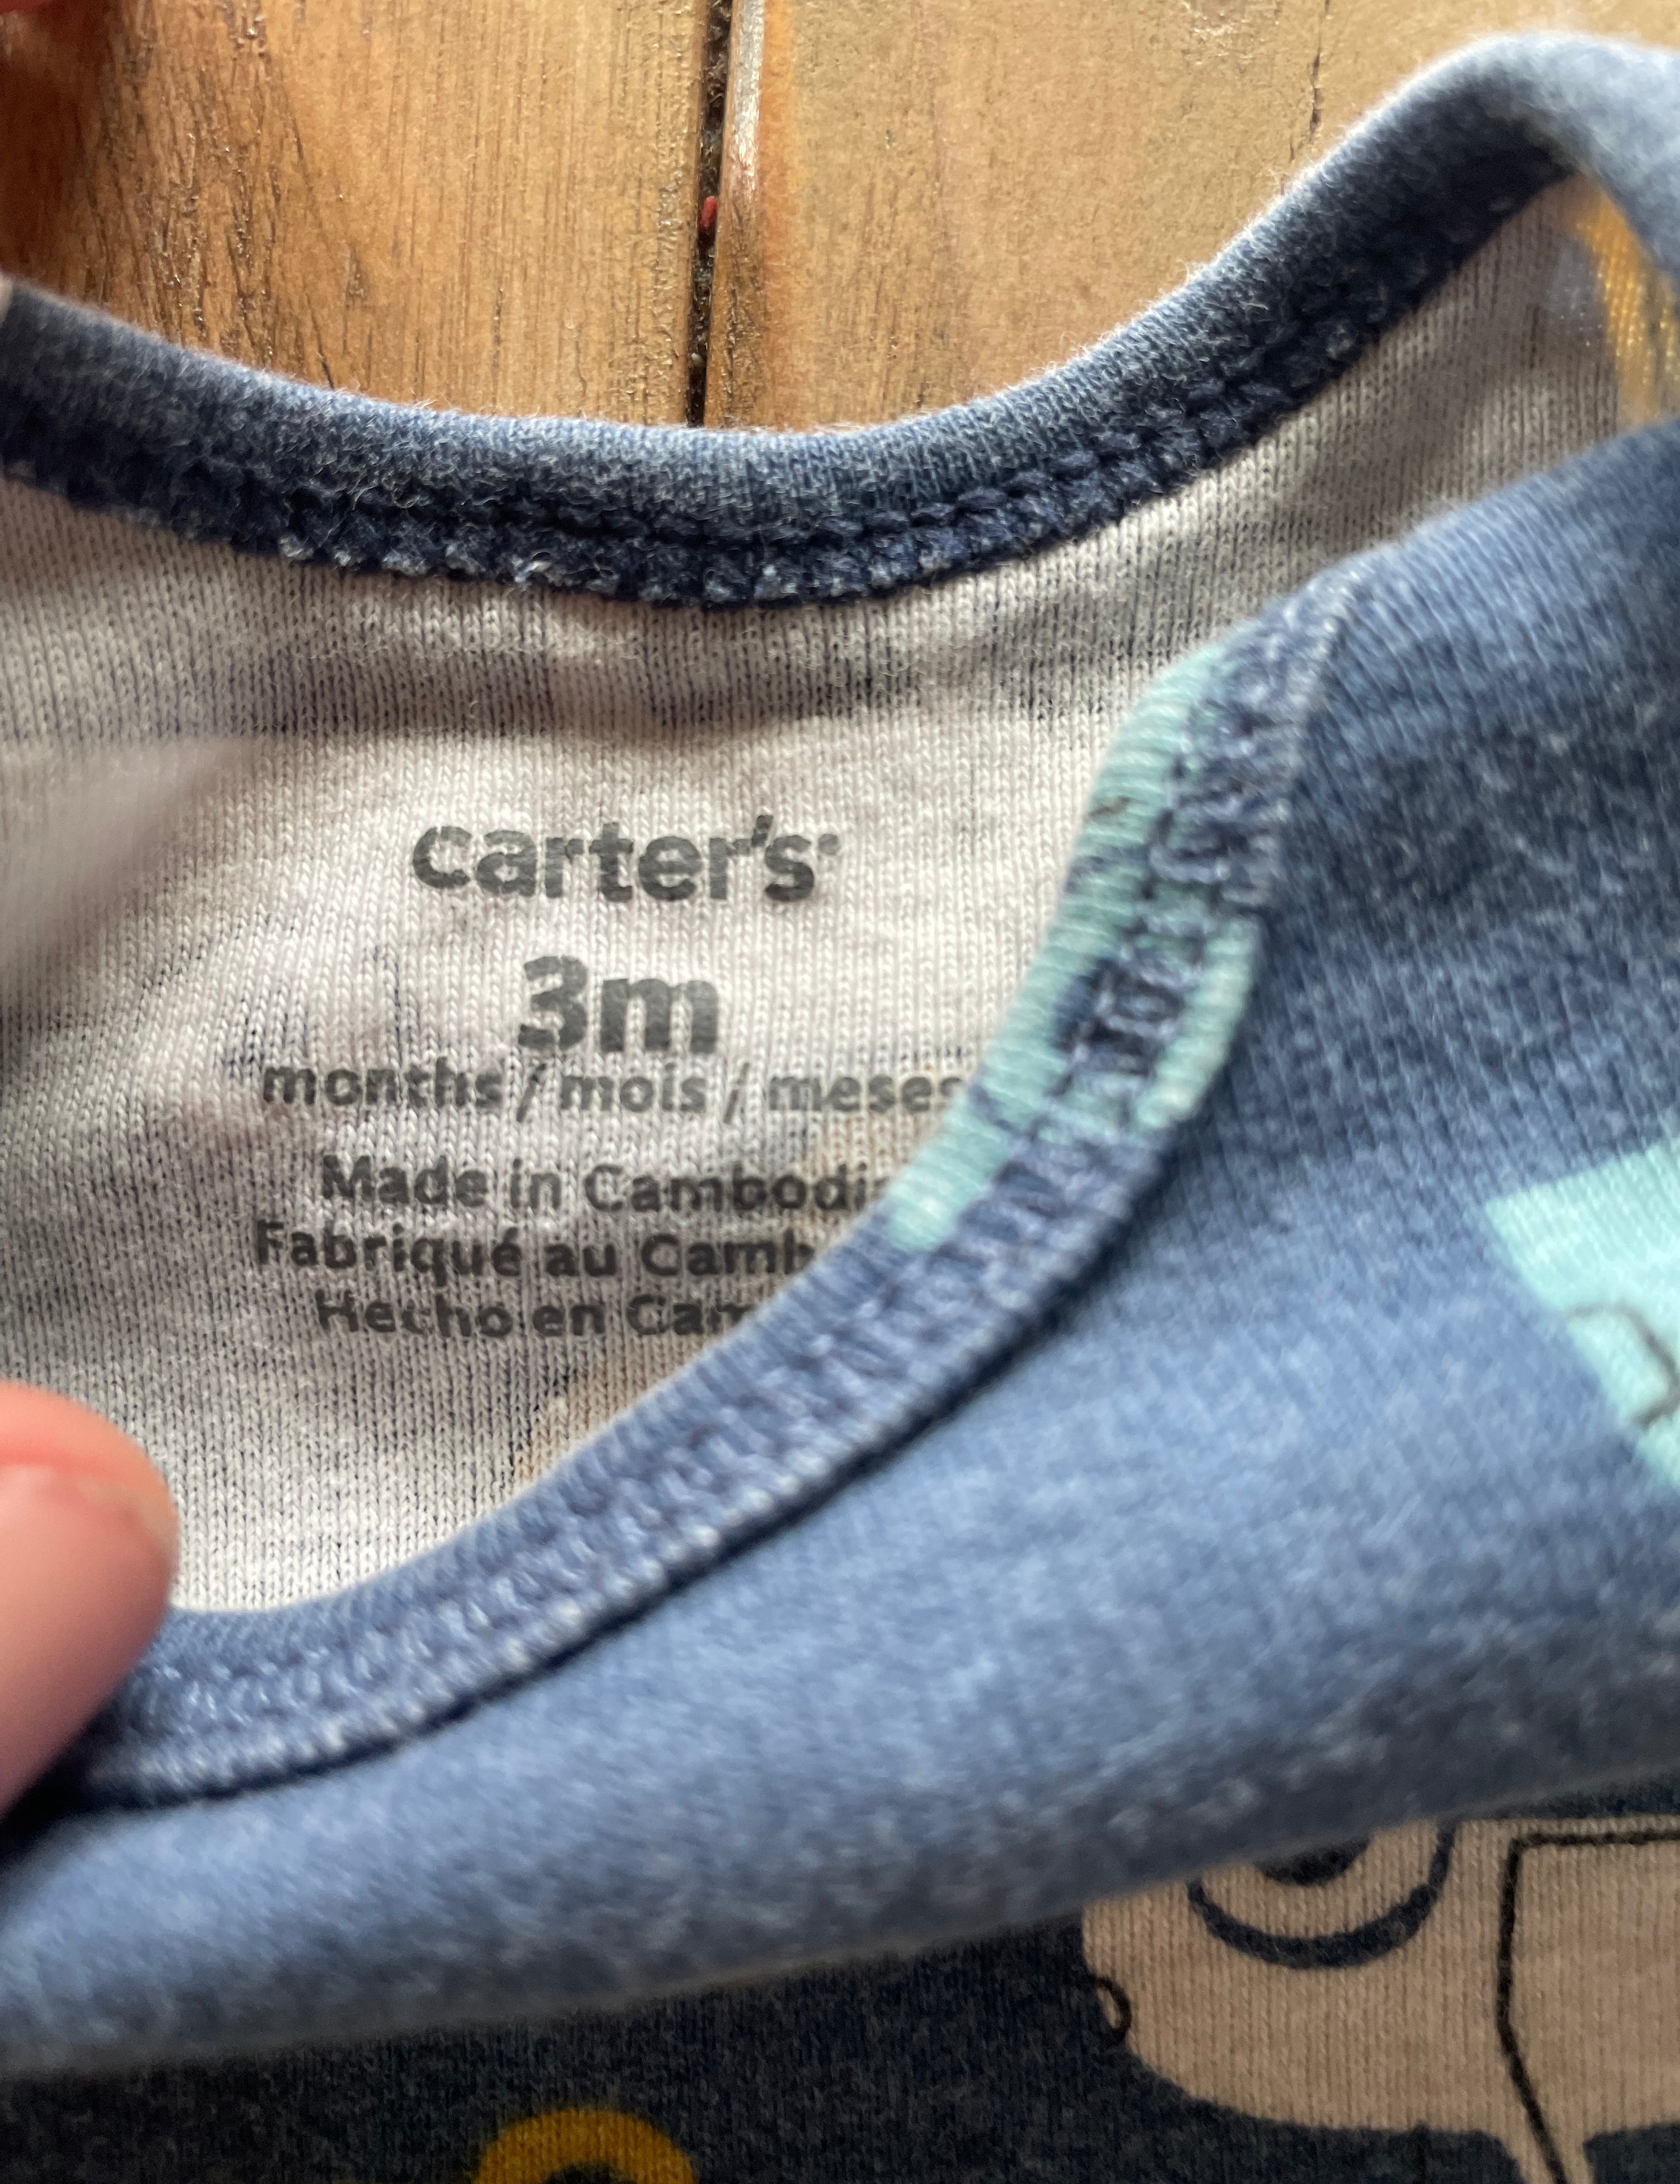 carter's
3m
months / mois / meses
Made in
Fabriqué au
Hecho en